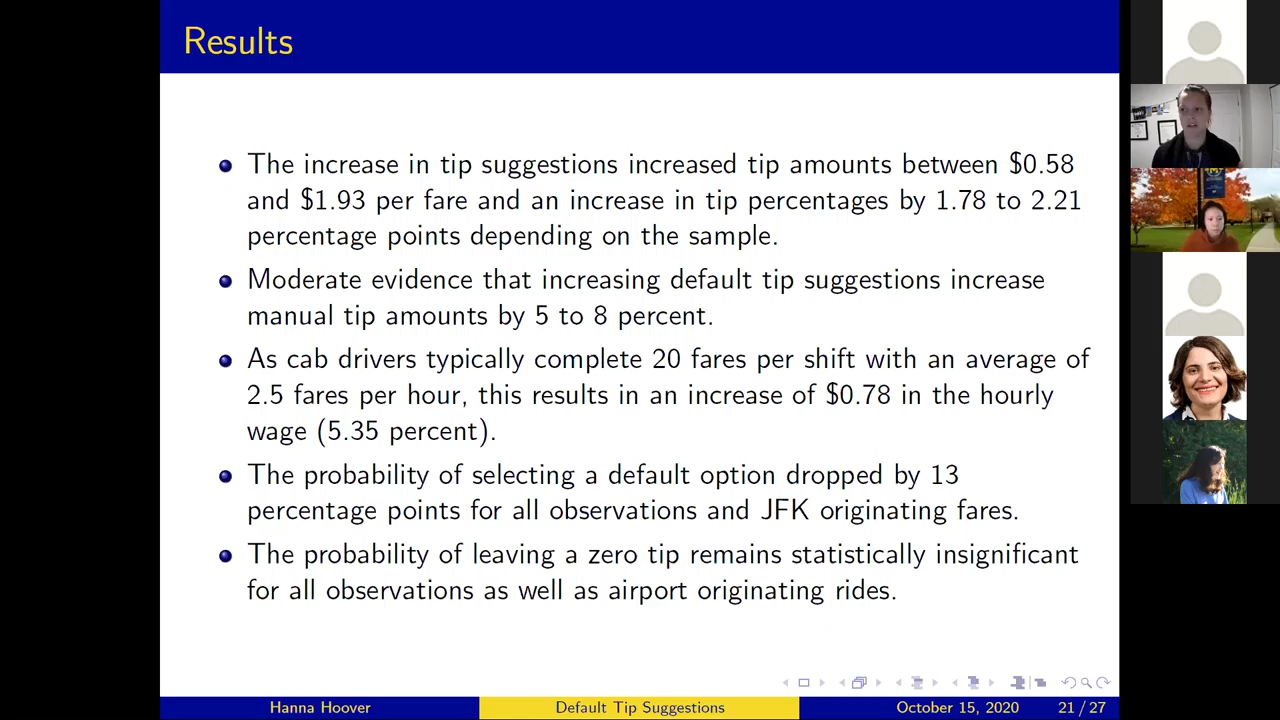 Results
The increase in tip suggestions increased tip amounts between $0.58
and $1.93 per fare and an increase in tip percentages by 1.78 to 2.21
percentage points depending on the sample.
Moderate evidence that increasing default tip suggestions increase
manual tip amounts by 5 to 8 percent.
As cab drivers typically complete 20 fares per shift with an average of
2.5 fares per hour, this results in an increase of $0.78 in the hourly
wage (5.35 percent).
The probability of selecting a default option dropped by 13
percentage points for all observations and JFK originating fares.
The probability of leaving a zero tip remains statistically insignificant
for all observations as well as airport originating rides.
Hanna Hoover
Default Tip Suggestions
October 15, 2020
21 / 27